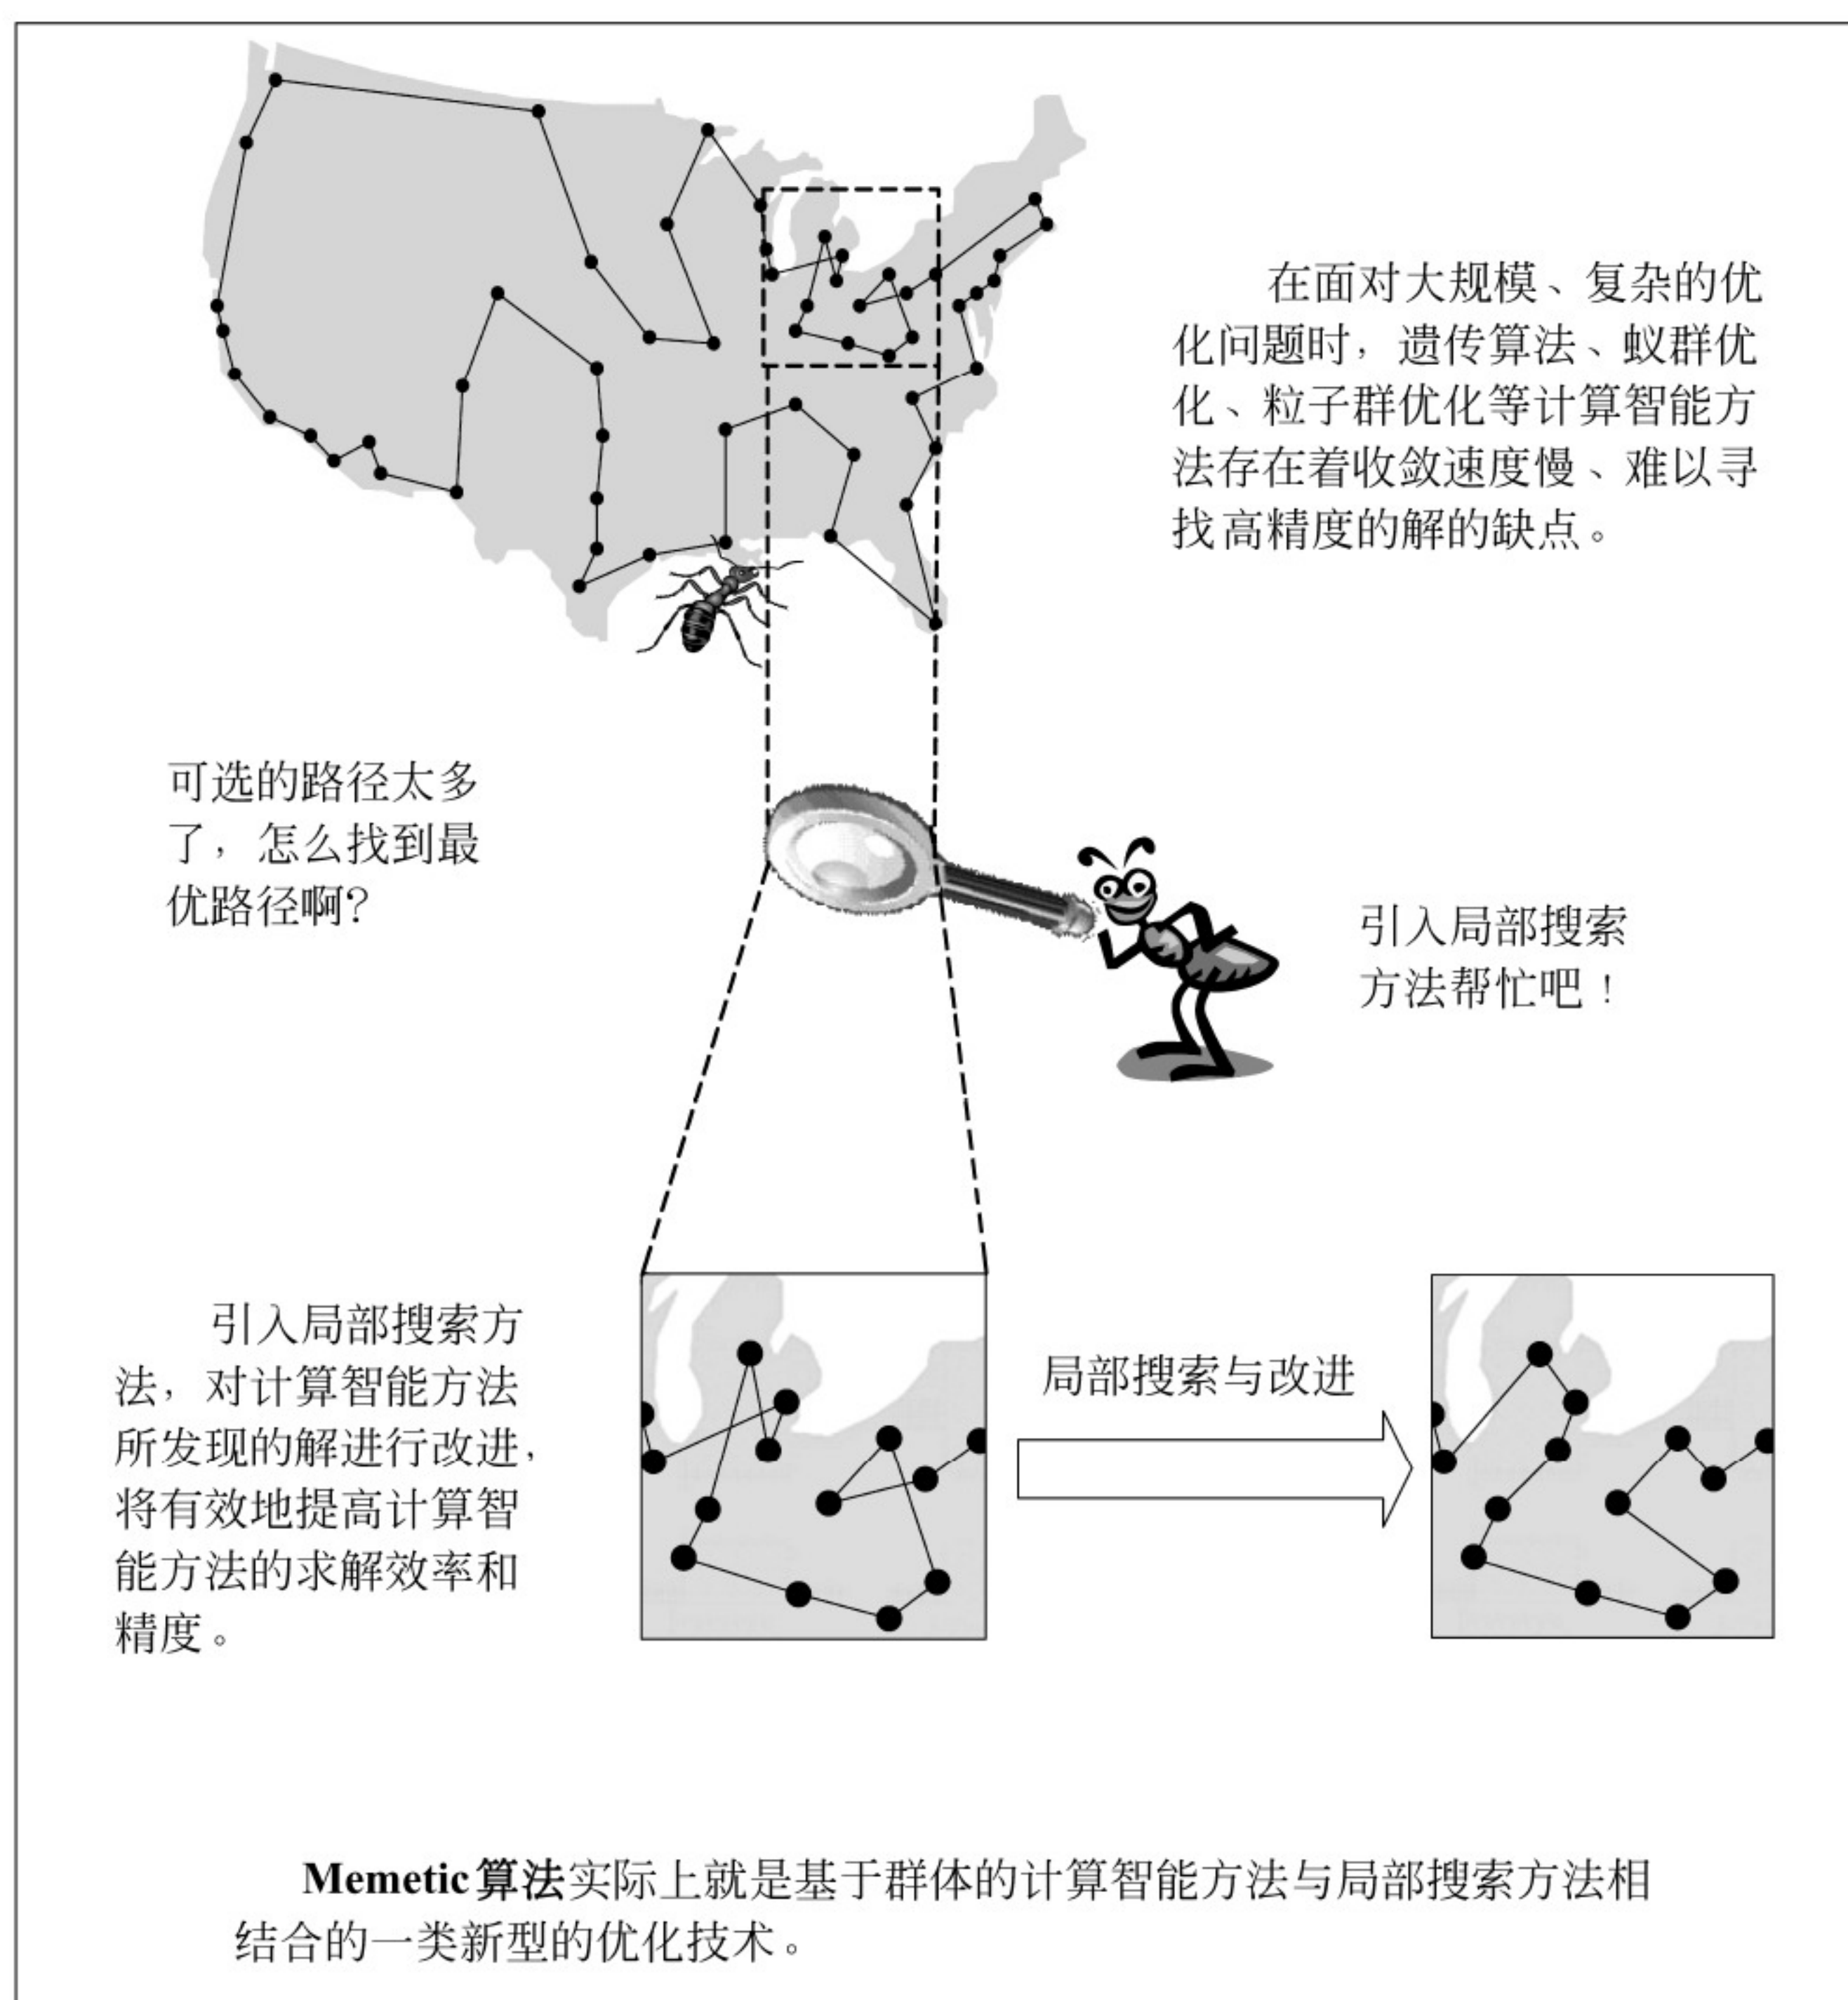 在面对大规模、复杂的优
化问题时，遗传算法、蚁群优
化、粒子群优化等计算智能方
法存在着收敛速度慢、难以寻
找高精度的解的缺点。
可选的路径太多
了，怎么找到最
优路径啊？
引入局部搜索
方法帮忙吧！
引入局部搜索方
法，对计算智能方法
所发现的解进行改进，
将有效地提高计算智
能方法的求解效率和
精度。
局部搜索与改进
Memetic 算法实际上就是基于群体的计算智能方法与局部搜索方法相
结合的一类新型的优化技术。